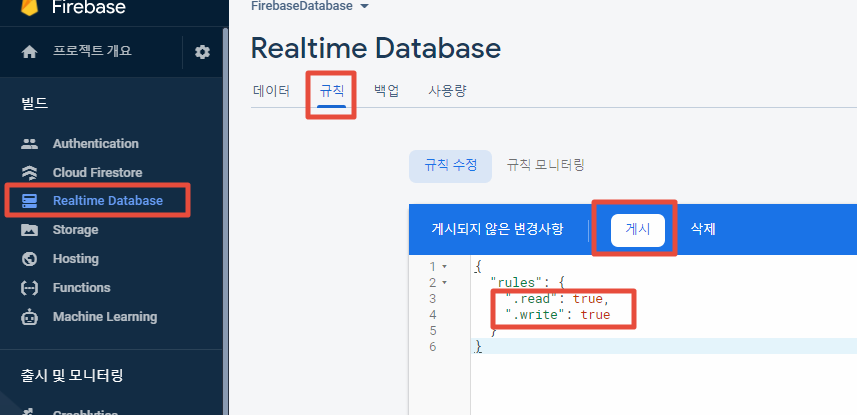 Firebase
FirebaseDatabase
프로젝트 개요
Realtime Database
데이터 규칙 백업 사용량
빌드
Authentication
Cloud Firestore
Realtime Database
Storage
Hosting
Functions
Machine Learning
출시 및 모니터링
Crashlytics
규칙 수정 규칙 모니터링
게시되지 않은 변경사항 게시 삭제
1 {
2 "rules": {
3 ".read": true,
4 ".write": true
5 }
6 }